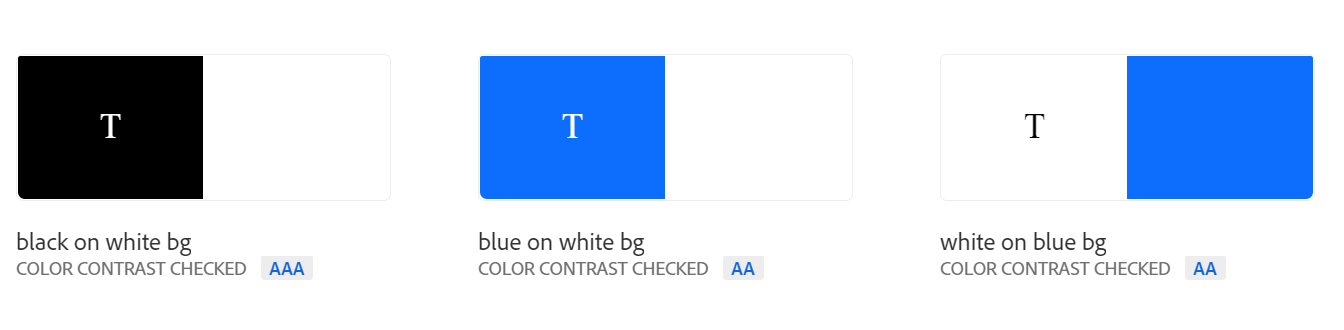 T
T
T
black on white bg
blue on white bg
white on blue bg
COLOR CONTRAST CHECKED AAA
COLOR CONTRAST CHECKED AA
COLOR CONTRAST CHECKED AA